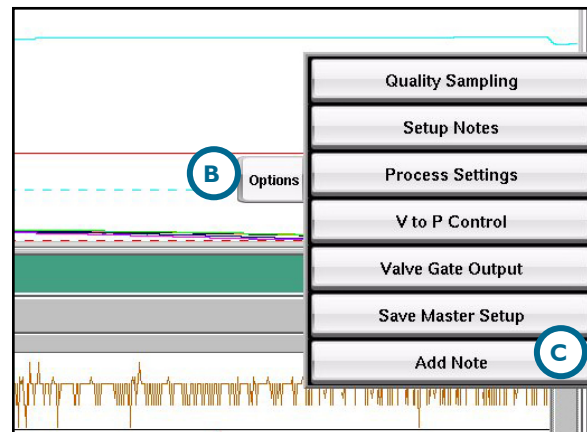 Quality Sampling
Setup Notes
B
Options
Process Settings
V to P Control
Valve Gate Output
Save Master Setup
Add Note
C